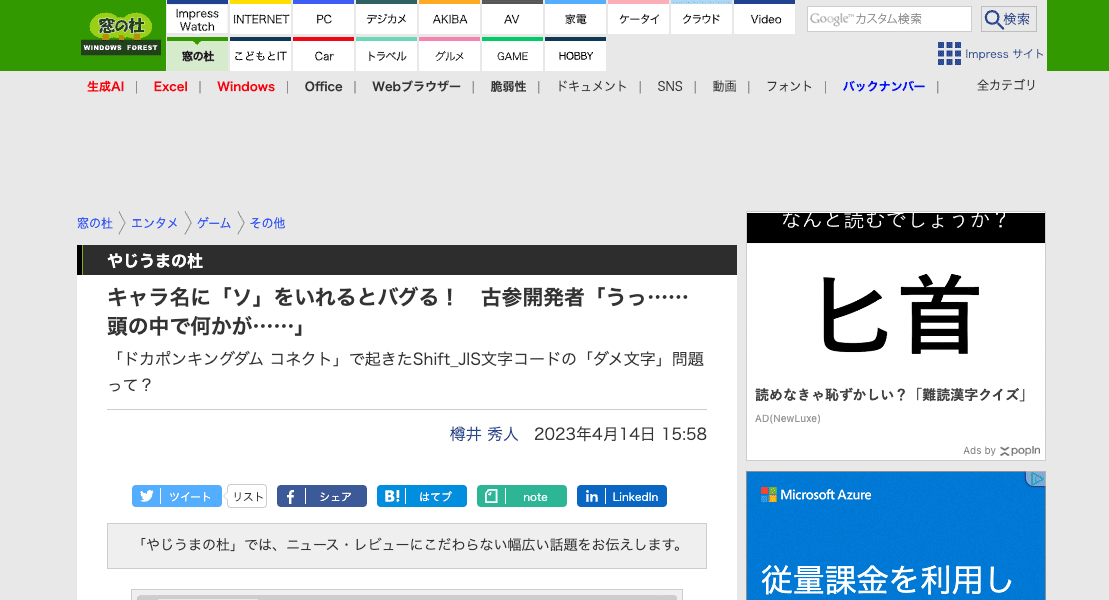 窓の杜
WINDOWS FOREST
Impress Watch
INTERNET
PC
デジカメ
AKIBA
AV
家電
ケータイ
クラウド
Video
窓の杜
こどもとIT
Car
トラベル
グルメ
GAME
HOBBY
Google™カスタム検索
検索
Impress サイト
生成AI | Excel | Windows | Office | Webブラウザー | 脆弱性 | ドキュメント | SNS | 動画 | フォント | バックナンバー | 全カテゴリ
窓の杜 エンタメ ゲーム その他
やじうまの杜
キャラ名に「ソ」をいれるとバグる！　古参開発者「うっ……
頭の中で何かが……」
「ドカポンキングダム コネクト」で起きたShift_JIS文字コードの「ダメ文字」問題
って？
樽井 秀人　2023年4月14日 15:58
ツイート
リスト
シェア
B! はてブ
note
in LinkedIn
「やじうまの杜」では、ニュース・レビューにこだわらない幅広い話題をお伝えします。
なんと読むでしょうか？
匕首
読めなきゃ恥ずかしい？「難読漢字クイズ」
AD(NewLuxe)
Ads by popIn
Microsoft Azure
従量課金を利用し